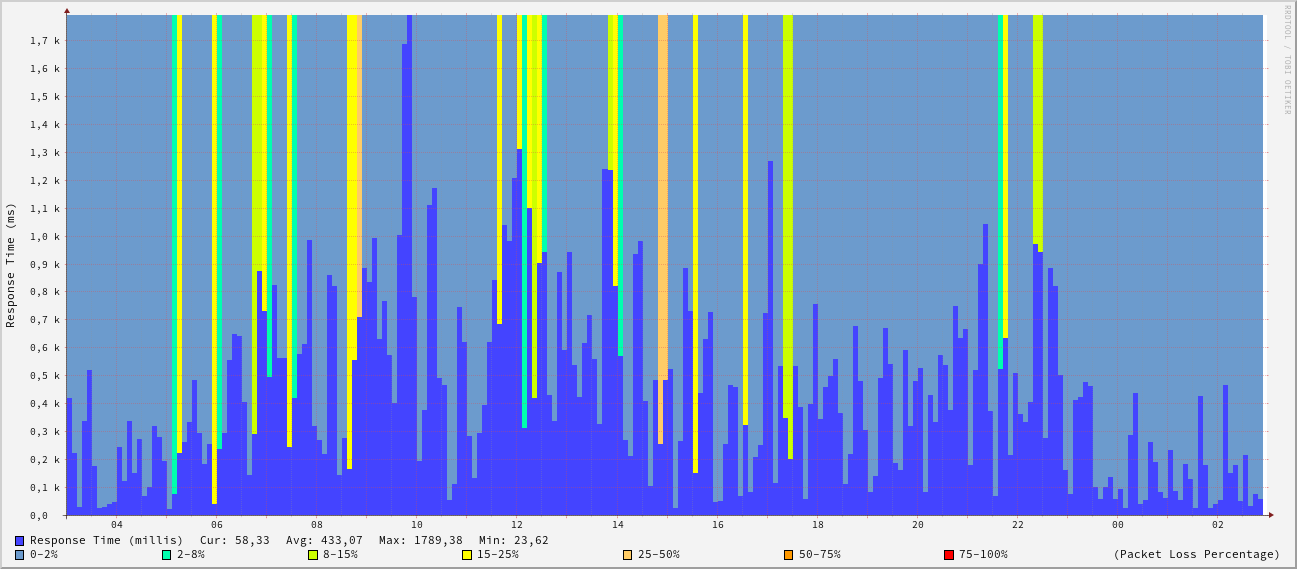 RRDTOOL / TOBI OETIKER
Response Time (ms)
1,7 k
1,6 k
1,5 k
1,4 k
1,3 k
1,2 k
1,1 k
1,0 k
0,9 k
0,8 k
0,7 k
0,6 k
0,5 k
0,4 k
0,3 k
0,2 k
0,1 k
0,0
04 06 08 10 12 14 16 18 20 22 00 02
Response Time (millis) Cur: 58,33 Avg: 433,07 Max: 1789,38 Min: 23,62
0-2% 2-8% 8-15% 15-25% 25-50% 50-75% 75-100% (Packet Loss Percentage)